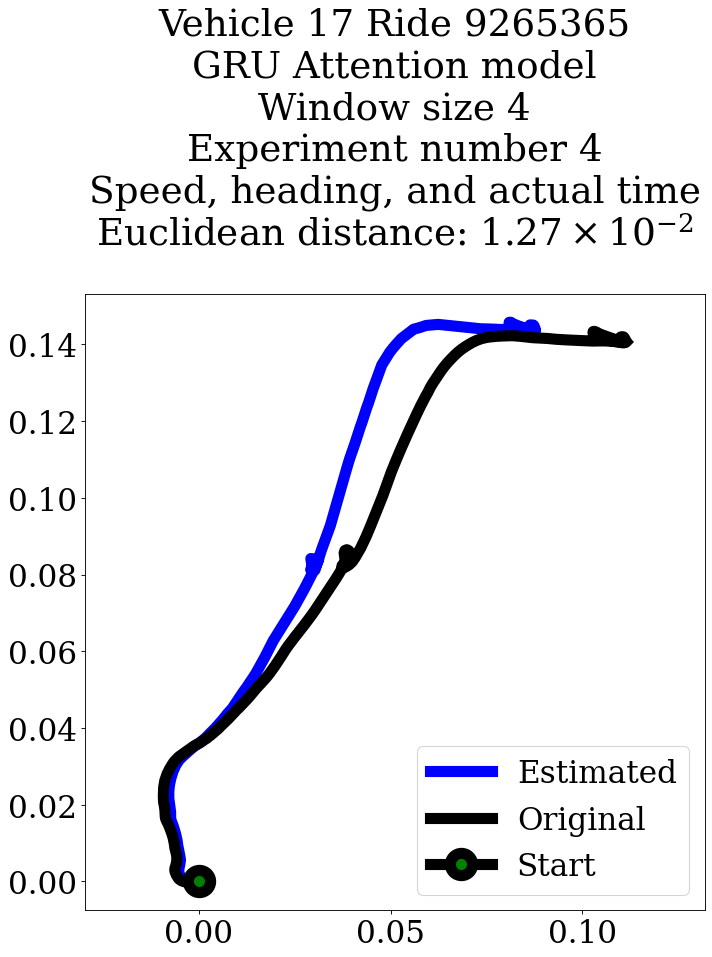 Vehicle 17 Ride 9265365
GRU Attention model
Window size 4
Experiment number 4
Speed, heading, and actual time
Euclidean distance: 1.27 × 10⁻²
0.14
0.12
0.10
0.08
0.06
0.04
0.02
0.00
Estimated
Original
Start
0.00 0.05 0.10